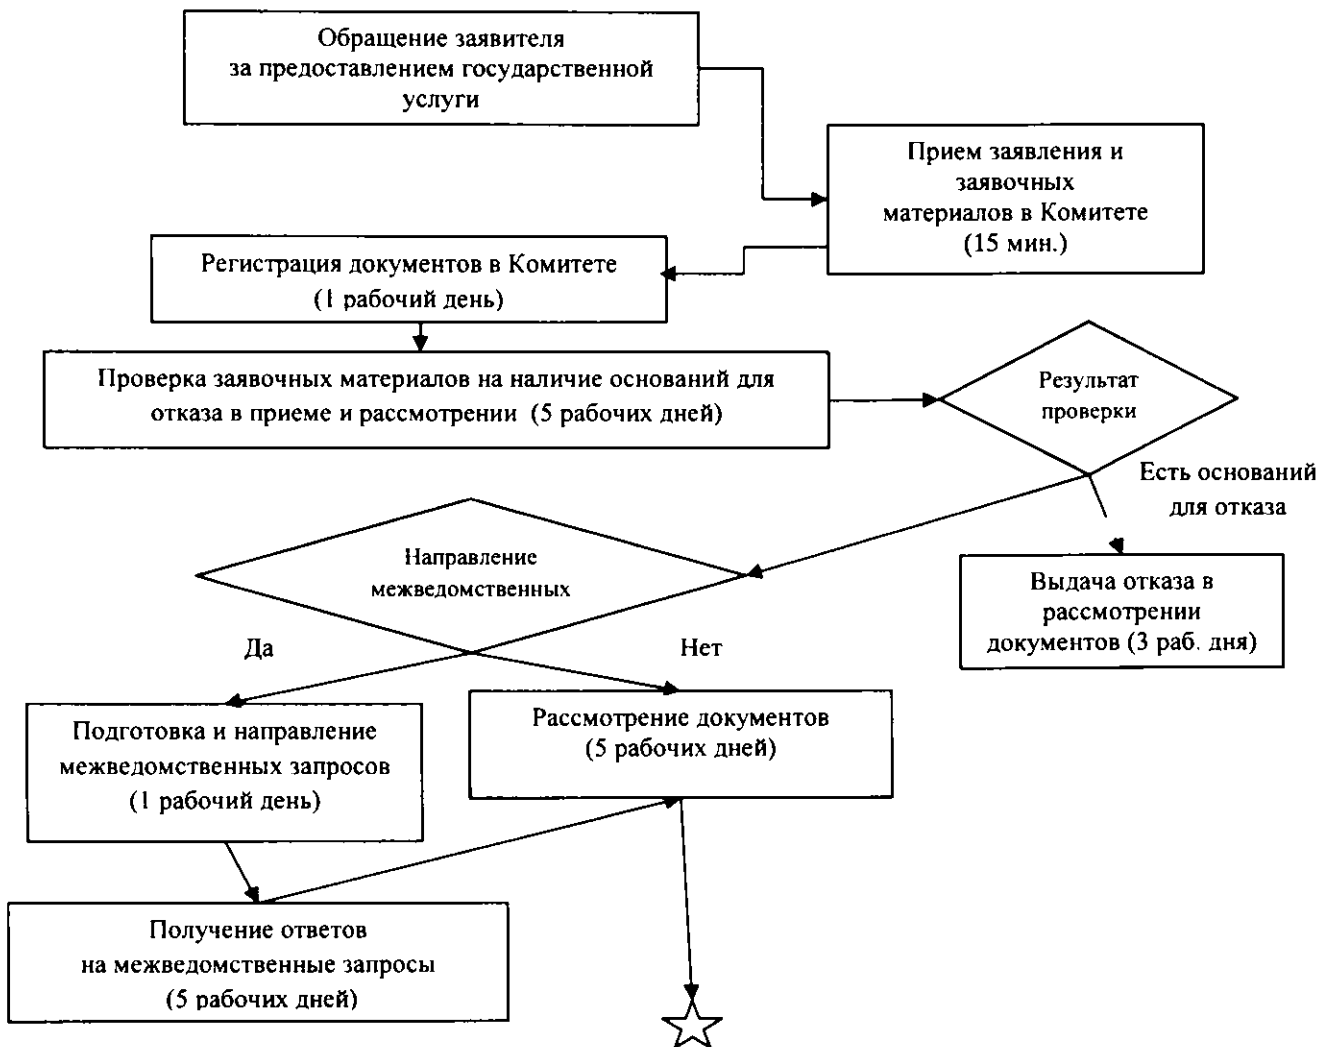 Обращение заявителя
за предоставлением государственной
услуги
Прием заявления и
заявочных
материалов в Комитете
(15 мин.)
Регистрация документов в Комитете
(1 рабочий день)
Проверка заявочных материалов на наличие оснований для
отказа в приеме и рассмотрении (5 рабочих дней)
Результат
проверки
Есть оснований
для отказа
Направление
межведомственных
Выдача отказа в
рассмотрении
документов (3 раб. дня)
Да
Нет
Подготовка и направление
межведомственных запросов
(1 рабочий день)
Рассмотрение документов
(5 рабочих дней)
Получение ответов
на межведомственные запросы
(5 рабочих дней)